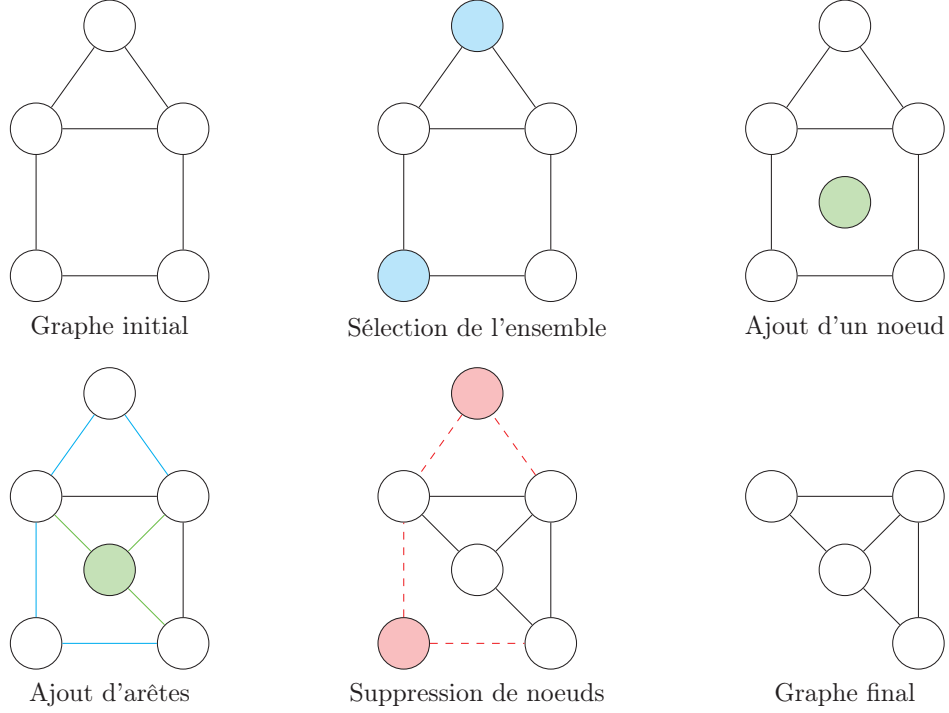 Graphe initial
Sélection de l'ensemble
Ajout d'un noeud
Ajout d'arêtes
Suppression de noeuds
Graphe final